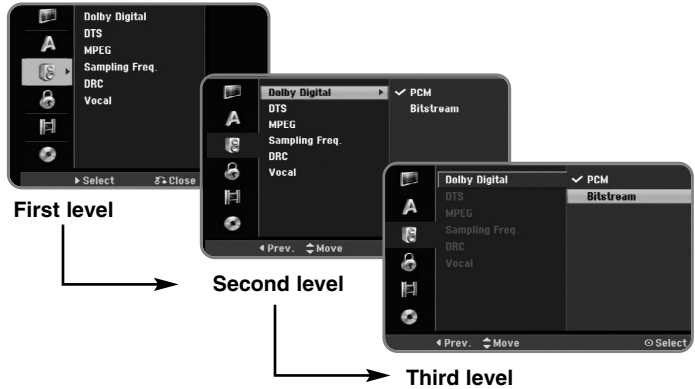 Dolby Digital
DTS
MPEG
Sampling Freq.
DRC
Vocal
A
Select Close
First level
Dolby Digital PCM
DTS Bitstream
MPEG
Sampling Freq.
DRC
Vocal
A
Prev. Move
Second level
Dolby Digital PCM
DTS Bitstream
MPEG
Sampling Freq.
DRC
Vocal
A
Prev. Move Select
Third level